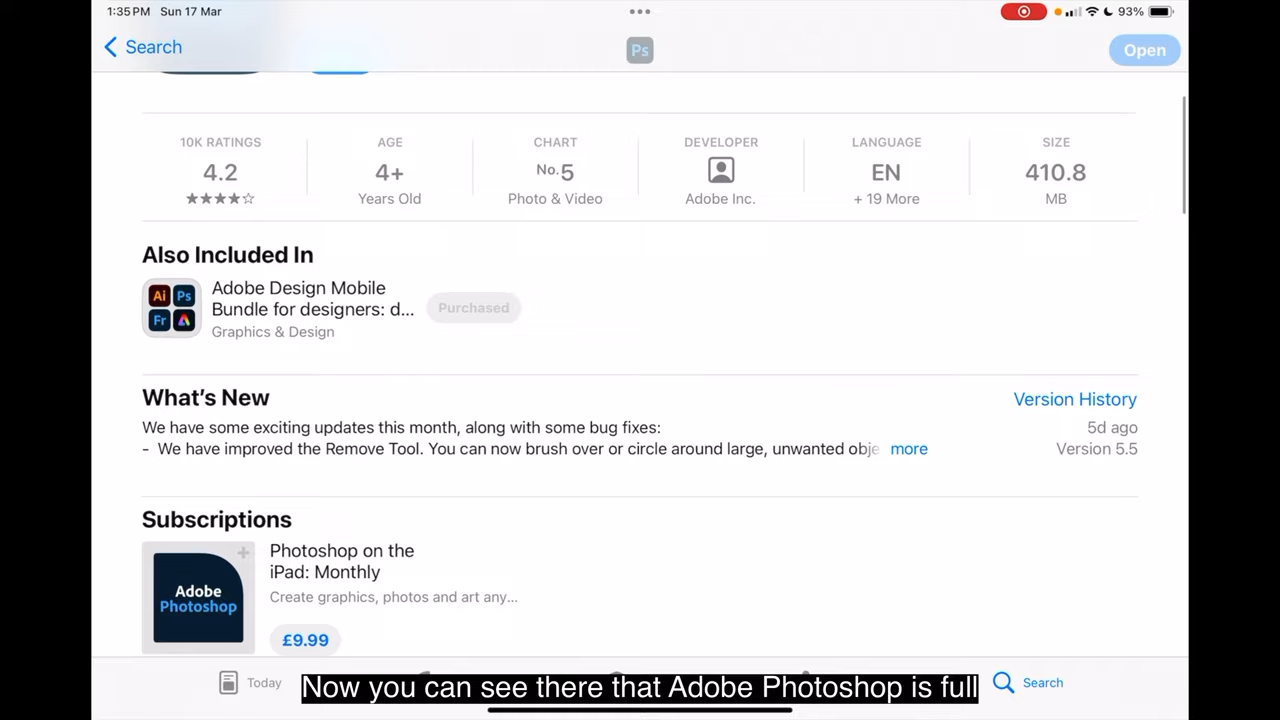 1:35 PM Sun 17 Mar
93%
Search
Ps
Open
10K RATINGS
4.2
AGE
4+
Years Old
CHART
No.5
Photo & Video
DEVELOPER
Adobe Inc.
LANGUAGE
EN
+ 19 More
SIZE
410.8
MB
Also Included In
Ai Ps
Fr
Adobe Design Mobile
Bundle for designers: d...
Graphics & Design
Purchased
What's New
Version History
We have some exciting updates this month, along with some bug fixes:
5d ago
- We have improved the Remove Tool. You can now brush over or circle around large, unwanted obje more
Version 5.5
Subscriptions
Adobe
Photoshop
Photoshop on the
iPad: Monthly
Create graphics, photos and art any...
£9.99
Today
Search
Now you can see there that Adobe Photoshop is full